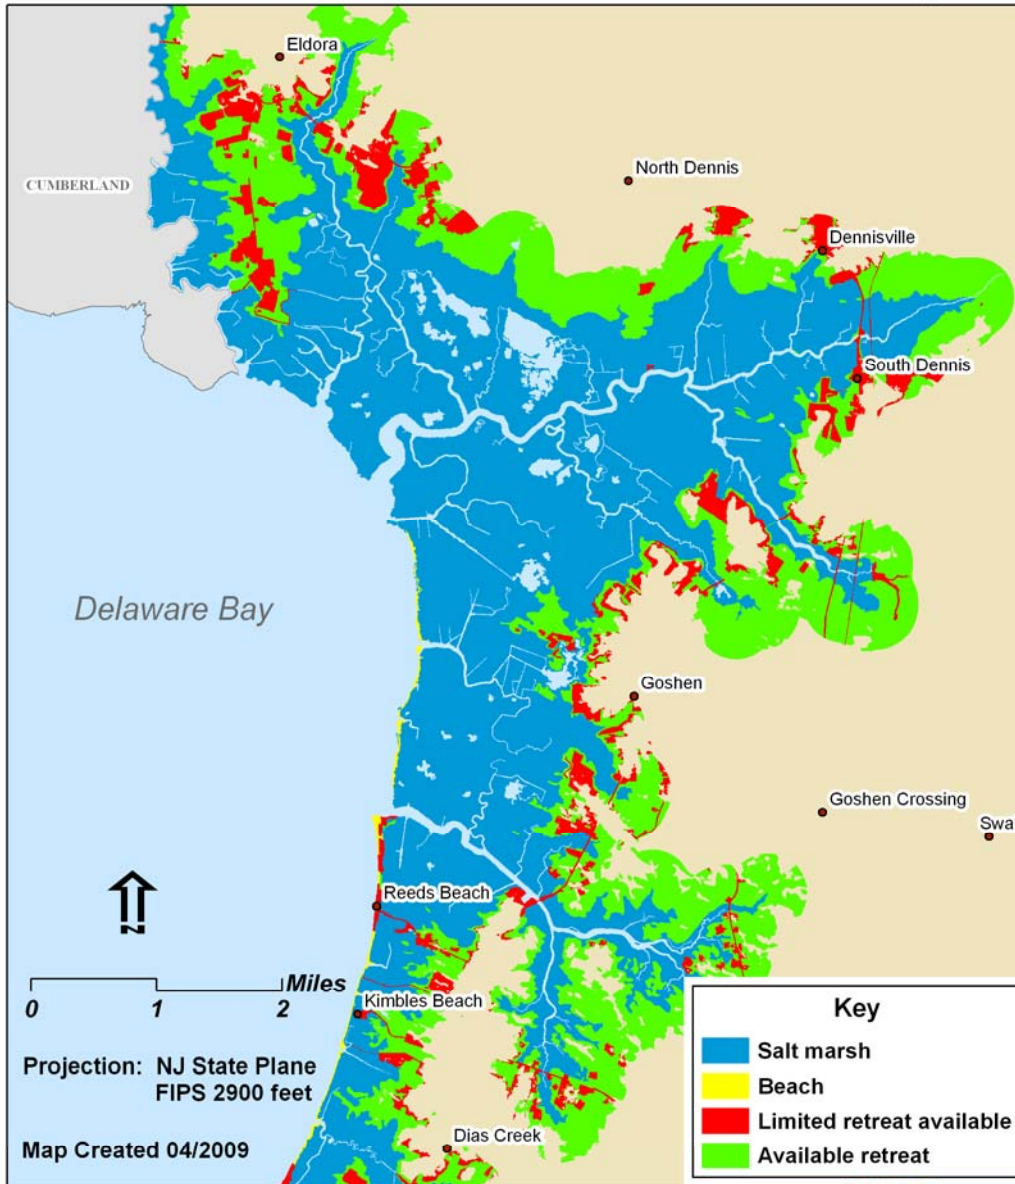 Eldora
North Dennis
CUMBERLAND
Dennisville
South Dennis
Delaware Bay
Goshen
Goshen Crossing
Swa
Reeds Beach
N
Miles
0 1 2
Kimbles Beach
Projection: NJ State Plane
FIPS 2900 feet
Map Created 04/2009
Dias Creek
Key
Salt marsh
Beach
Limited retreat available
Available retreat